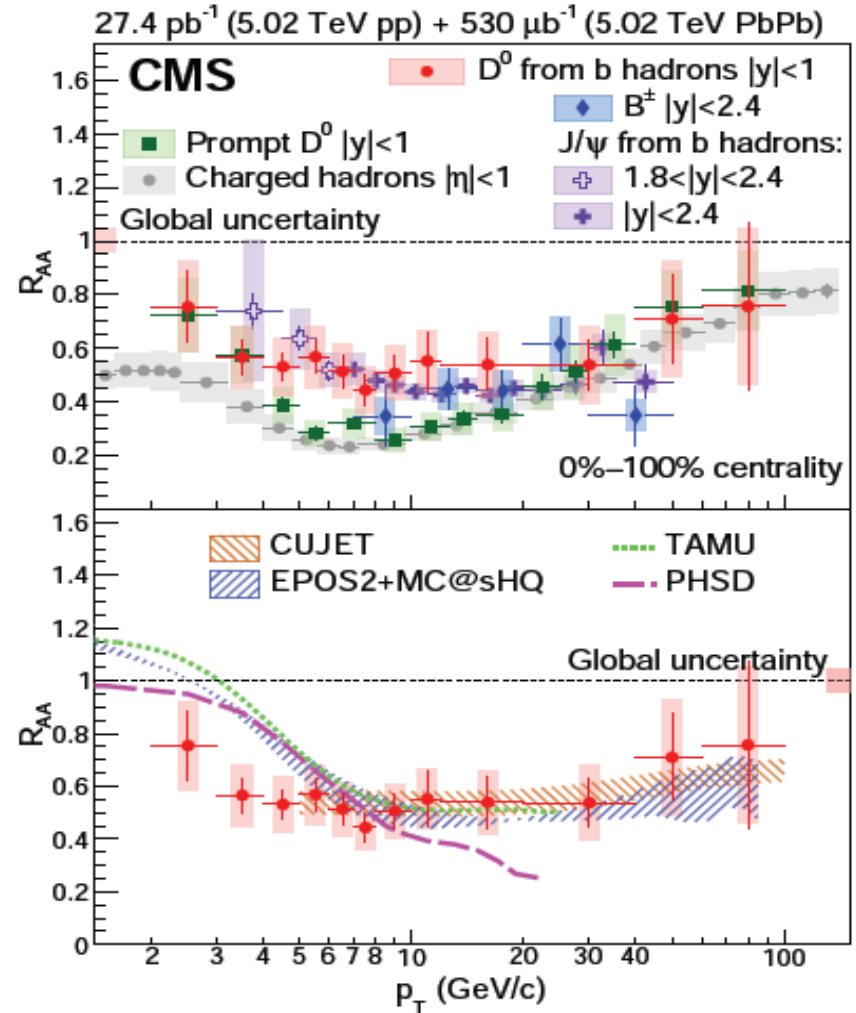 27.4 pb⁻¹ (5.02 TeV pp) + 530 μb⁻¹ (5.02 TeV PbPb)
CMS
D⁰ from b hadrons |y|<1
B± |y|<2.4
Prompt D⁰ |y|<1
J/ψ from b hadrons:
Charged hadrons |η|<1
1.8<|y|<2.4
|y|<2.4
Global uncertainty
0%–100% centrality
R_AA
1.6
1.4
1.2
1
0.8
0.6
0.4
0.2
CUJET
TAMU
EPOS2+MC@sHQ
PHSD
Global uncertainty
R_AA
1.6
1.4
1.2
1
0.8
0.6
0.4
0.2
0
2 3 4 5 6 7 8 10 20 30 40 100
p_T (GeV/c)